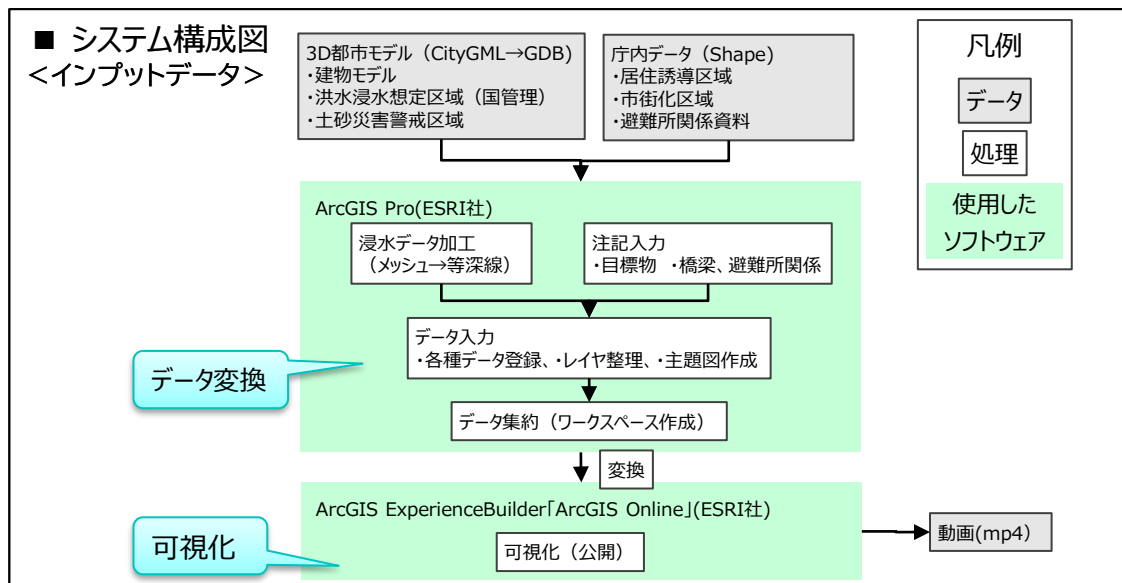 ■ システム構成図
<インプットデータ>
3D都市モデル（CityGML→GDB）
・建物モデル
・洪水浸水想定区域（国管理）
・土砂災害警戒区域
庁内データ（Shape）
・居住誘導区域
・市街化区域
・避難所関係資料
凡例
データ
処理
使用した
ソフトウェア
ArcGIS Pro(ESRI社)
浸水データ加工
（メッシュ→等深線）
注記入力
・目標物 ・橋梁、避難所関係
データ入力
・各種データ登録、・レイヤ整理、・主題図作成
データ変換
データ集約（ワークスペース作成）
変換
ArcGIS ExperienceBuilder「ArcGIS Online」(ESRI社)
可視化
可視化（公開）
動画(mp4）